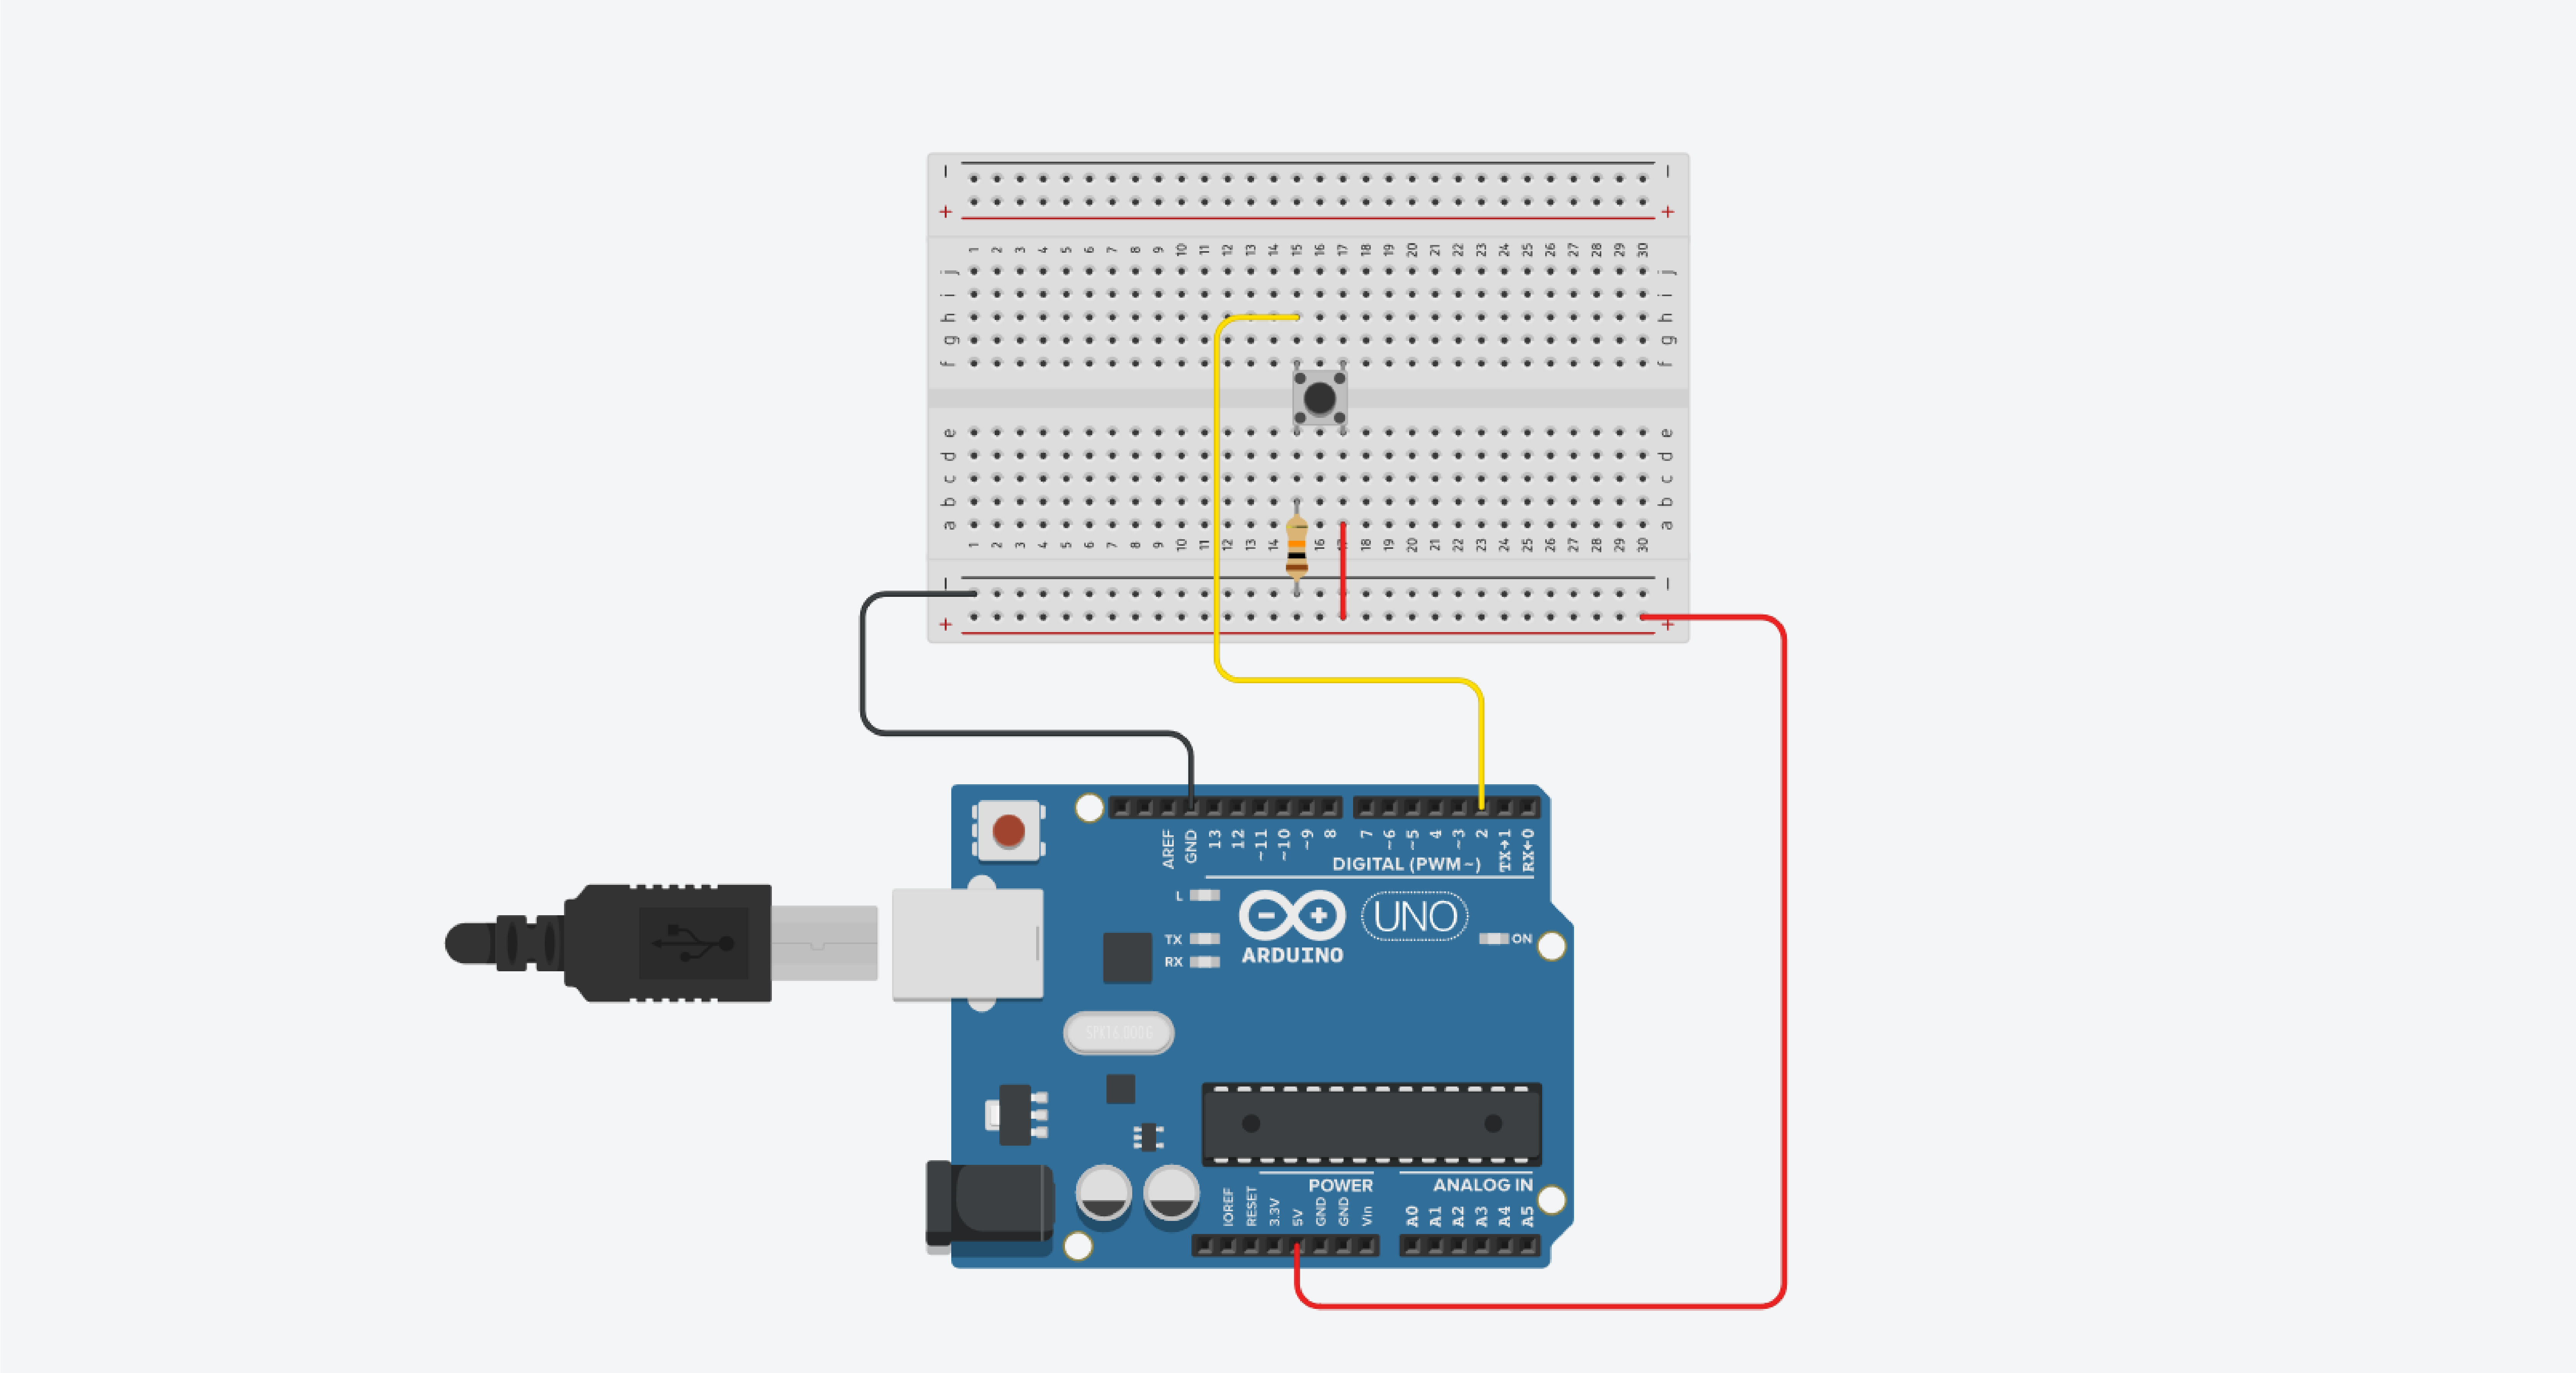 − −
+ +
1 2 3 4 5 6 7 8 9 10 11 12 13 14 15 16 17 18 19 20 21 22 23 24 25 26 27 28 29 30
j j
i i
h h
g g
f f
e e
d d
c c
b b
a a
1 2 3 4 5 6 7 8 9 10 11 12 13 14 15 16 17 18 19 20 21 22 23 24 25 26 27 28 29 30
− −
+ +
AREF GND 13 12 ~11 ~10 ~9 8 7 ~6 ~5 4 ~3 2 TX→1 RX←0
DIGITAL (PWM~)
L
UNO
TX ON
ARDUINO
RX
SPK16.000G
POWER ANALOG IN
IOREF RESET 3.3V 5V GND GND Vin A0 A1 A2 A3 A4 A5